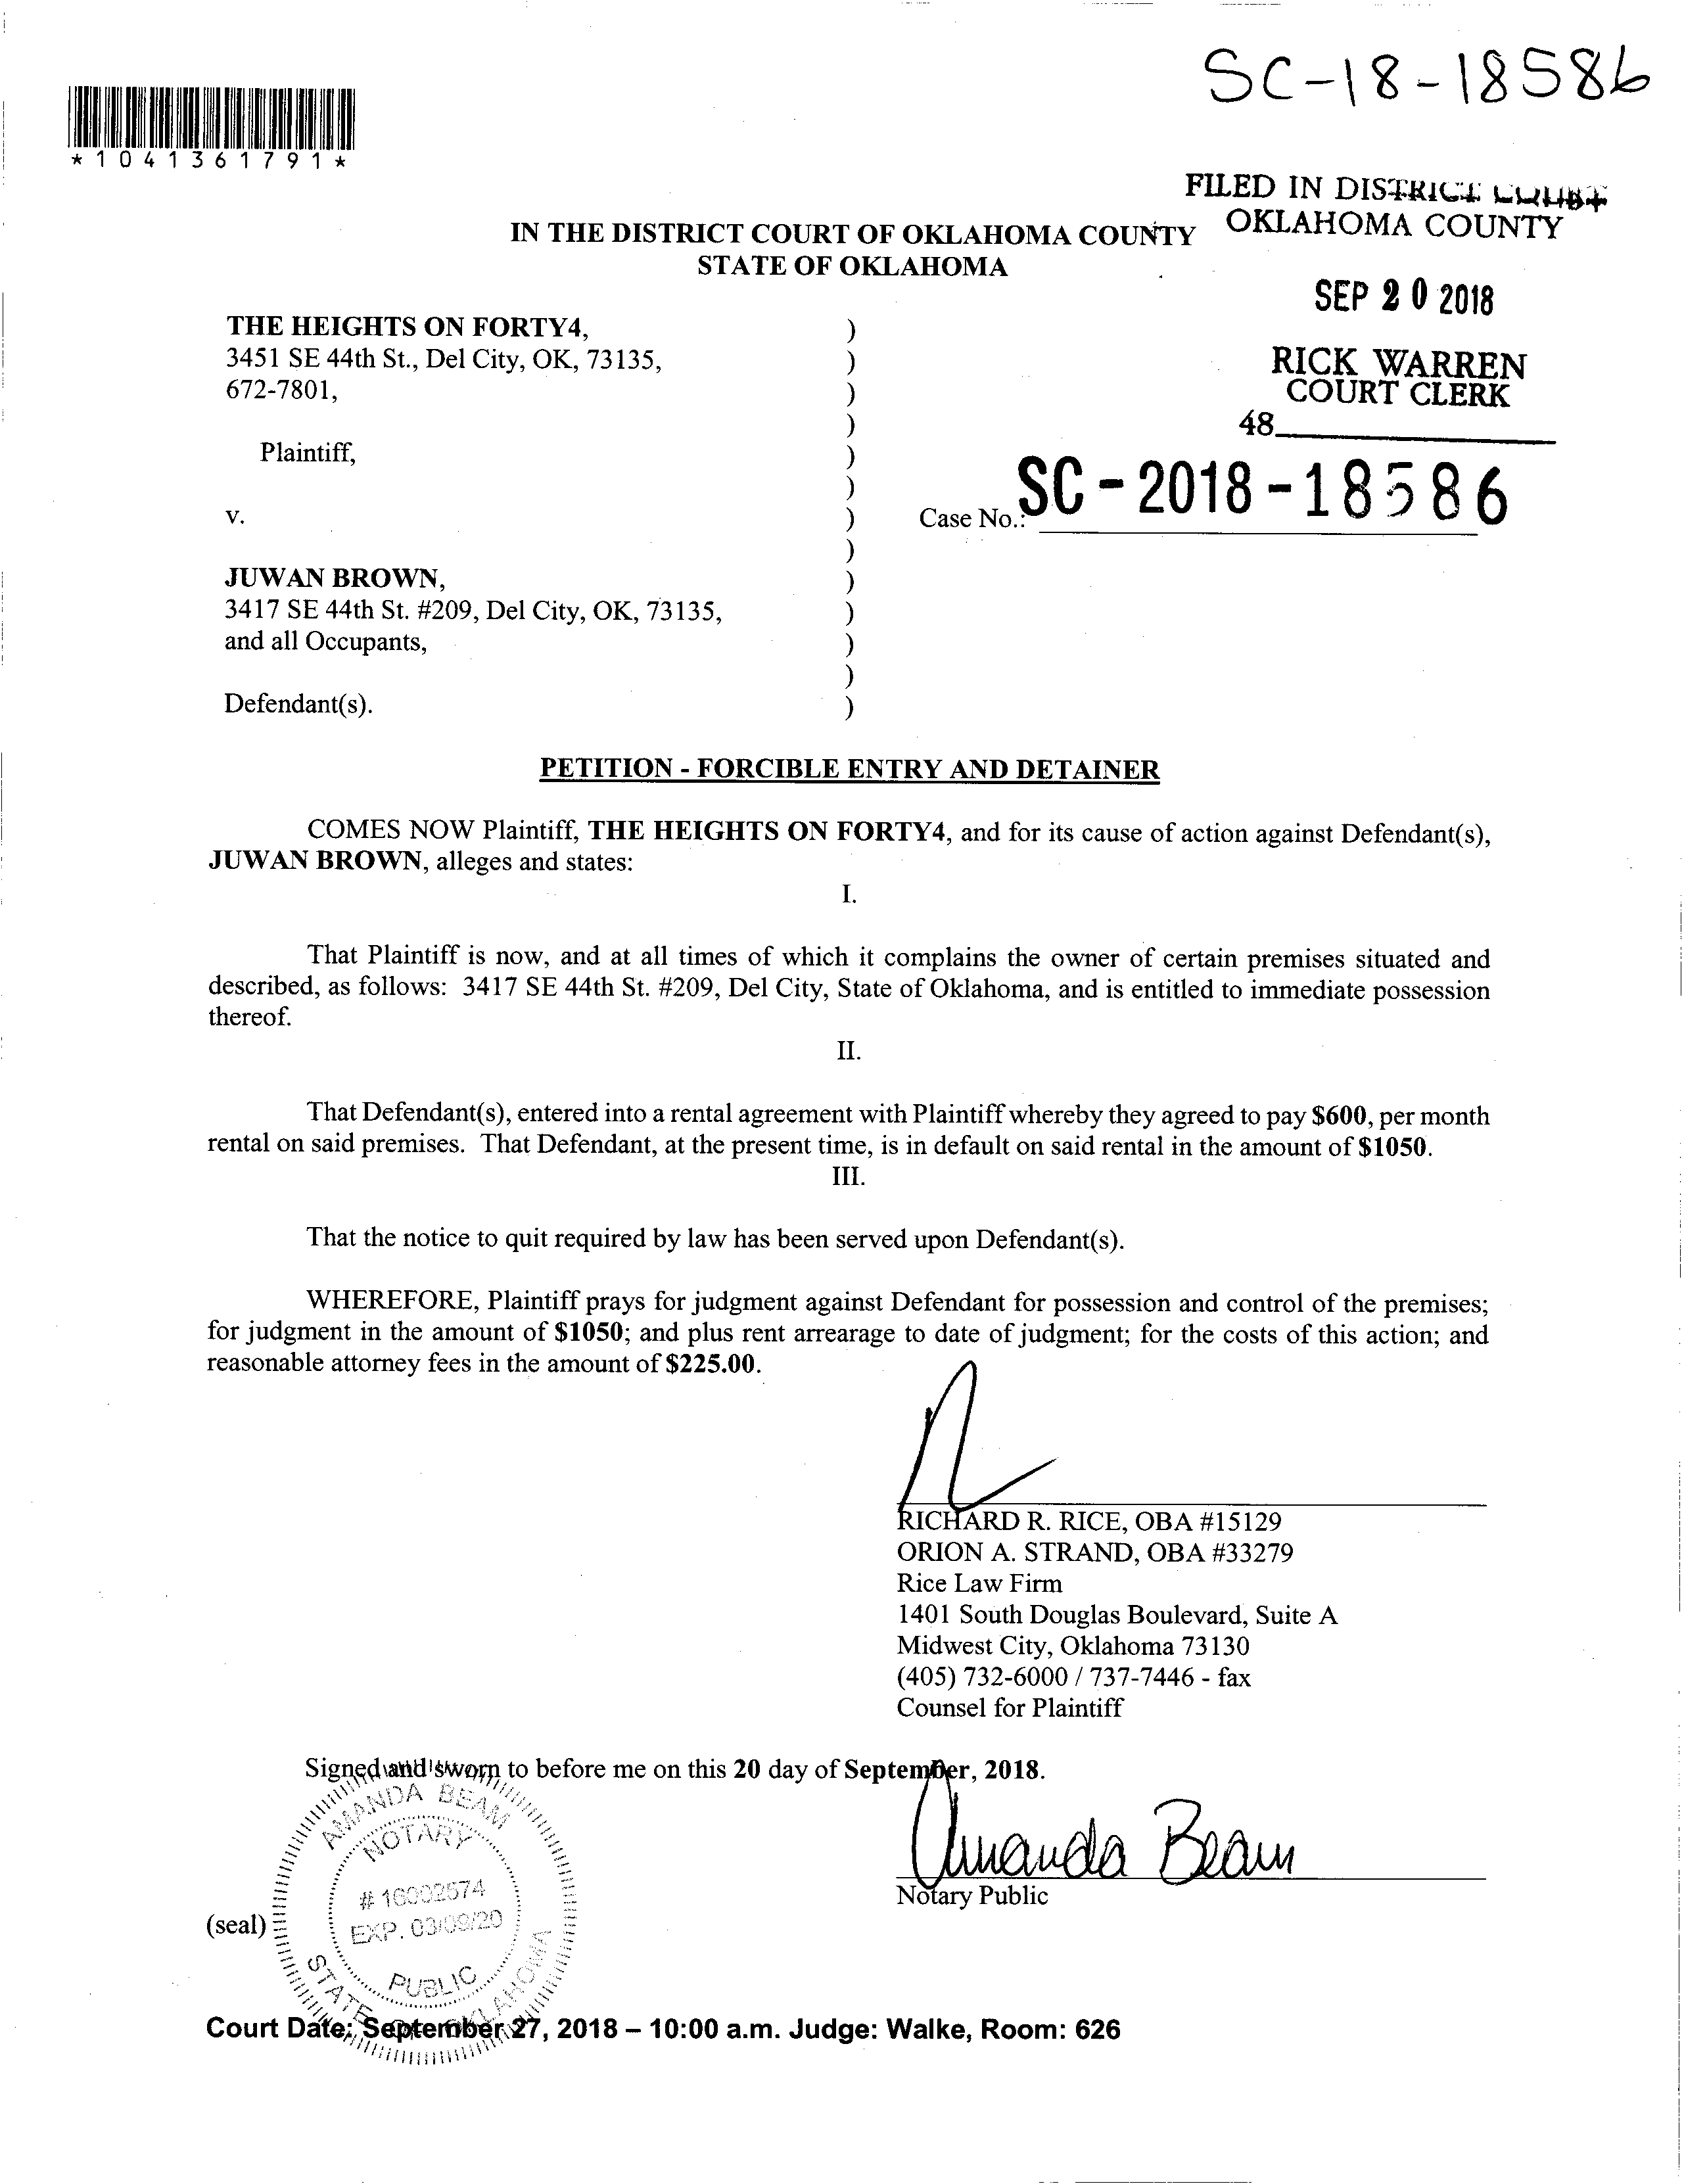 SC-18-18586
*1041361791*
FILED IN DISTRICT COURT
OKLAHOMA COUNTY
IN THE DISTRICT COURT OF OKLAHOMA COUNTY
STATE OF OKLAHOMA
SEP 20 2018
RICK WARREN
COURT CLERK
48
THE HEIGHTS ON FORTY4, )
3451 SE 44th St., Del City, OK, 73135, )
672-7801, )
)
Plaintiff, )
)
v. ) Case No.: SC-2018-18586
)
JUWAN BROWN, )
3417 SE 44th St. #209, Del City, OK, 73135, )
and all Occupants, )
)
Defendant(s). )
PETITION - FORCIBLE ENTRY AND DETAINER
COMES NOW Plaintiff, THE HEIGHTS ON FORTY4, and for its cause of action against Defendant(s),
JUWAN BROWN, alleges and states:
I.
That Plaintiff is now, and at all times of which it complains the owner of certain premises situated and
described, as follows: 3417 SE 44th St. #209, Del City, State of Oklahoma, and is entitled to immediate possession
thereof.
II.
That Defendant(s), entered into a rental agreement with Plaintiff whereby they agreed to pay $600, per month
rental on said premises. That Defendant, at the present time, is in default on said rental in the amount of $1050.
III.
That the notice to quit required by law has been served upon Defendant(s).
WHEREFORE, Plaintiff prays for judgment against Defendant for possession and control of the premises;
for judgment in the amount of $1050; and plus rent arrearage to date of judgment; for the costs of this action; and
reasonable attorney fees in the amount of $225.00.
RICHARD R. RICE, OBA #15129
ORION A. STRAND, OBA #33279
Rice Law Firm
1401 South Douglas Boulevard, Suite A
Midwest City, Oklahoma 73130
(405) 732-6000 / 737-7446 - fax
Counsel for Plaintiff
Signed and sworn to before me on this 20 day of September, 2018.
Amanda Beam
Notary Public
(seal)
AMANDA BEAM
NOTARY
# 16002574
EXP. 03/09/20
PUBLIC
STATE OF OKLAHOMA
Court Date: September 27, 2018 – 10:00 a.m. Judge: Walke, Room: 626